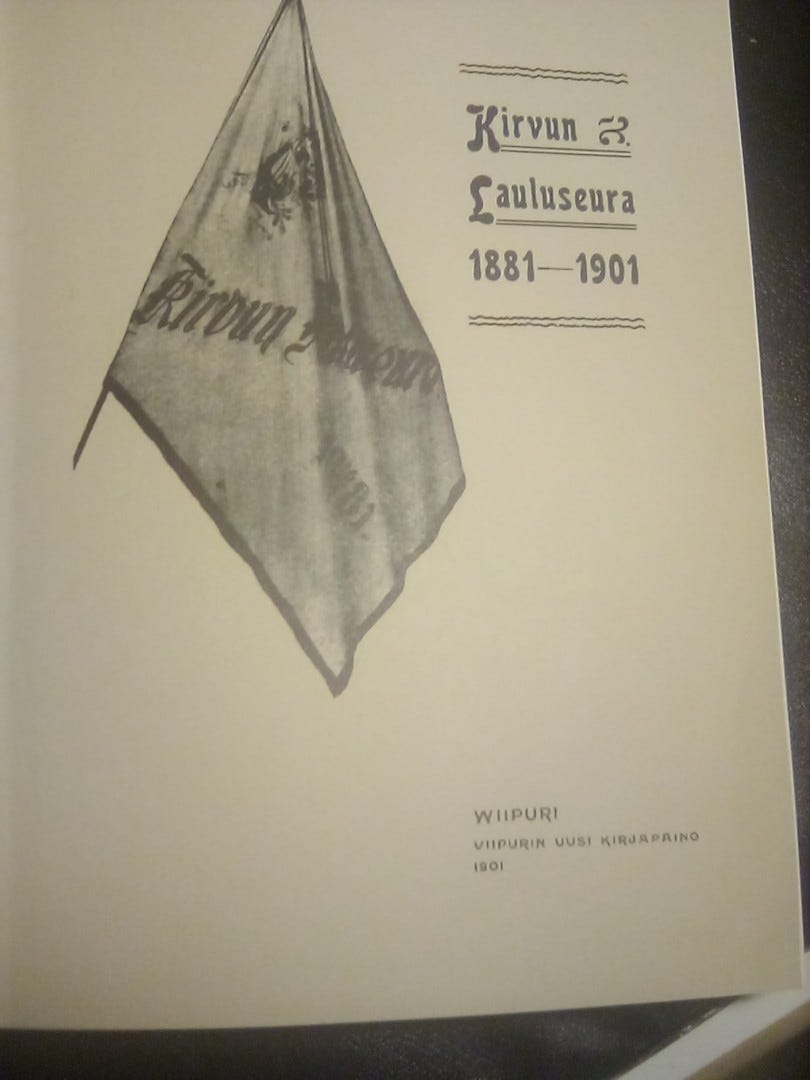 Kirvun
Lauluseura
1881—1901
Kirvun
WIIPURI
VIIPURIN UUSI KIRJAPAINO
1901